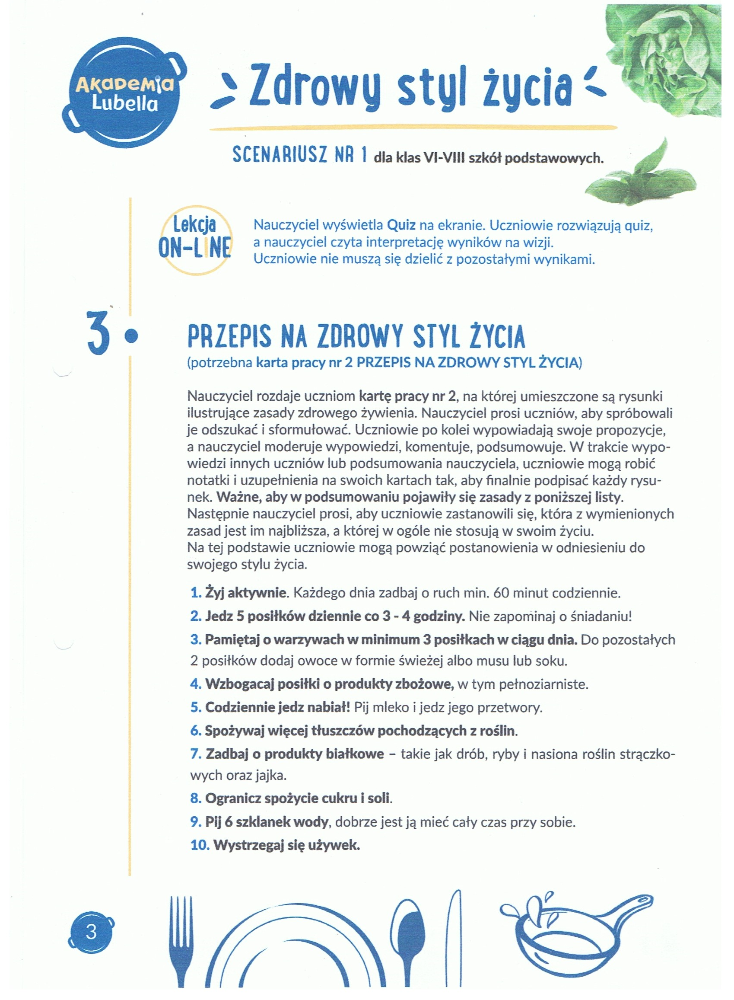 Akademia
Lubella
Zdrowy styl życia
SCENARIUSZ NR 1 dla klas VI-VIII szkół podstawowych.
Lekcja
ON-LINE
Nauczyciel wyświetla Quiz na ekranie. Uczniowie rozwiązują quiz,
a nauczyciel czyta interpretację wyników na wizji.
Uczniowie nie muszą się dzielić z pozostałymi wynikami.
3
PRZEPIS NA ZDROWY STYL ŻYCIA
(potrzebna karta pracy nr 2 PRZEPIS NA ZDROWY STYL ŻYCIA)
Nauczyciel rozdaje uczniom kartę pracy nr 2, na której umieszczone są rysunki
ilustrujące zasady zdrowego żywienia. Nauczyciel prosi uczniów, aby spróbowali
je odszukać i sformułować. Uczniowie po kolei wypowiadają swoje propozycje,
a nauczyciel moderuje wypowiedzi, komentuje, podsumowuje. W trakcie wypo-
wiedzi innych uczniów lub podsumowania nauczyciela, uczniowie mogą robić
notatki i uzupełnienia na swoich kartach tak, aby finalnie podpisać każdy rysu-
nek. Ważne, aby w podsumowaniu pojawiły się zasady z poniższej listy.
Następnie nauczyciel prosi, aby uczniowie zastanowili się, która z wymienionych
zasad jest im najbliższa, a której w ogóle nie stosują w swoim życiu.
Na tej podstawie uczniowie mogą powziąć postanowienia w odniesieniu do
swojego stylu życia.
1. Żyj aktywnie. Każdego dnia zadbaj o ruch min. 60 minut codziennie.
2. Jedz 5 posiłków dziennie co 3 - 4 godziny. Nie zapominaj o śniadaniu!
3. Pamiętaj o warzywach w minimum 3 posiłkach w ciągu dnia. Do pozostałych
2 posiłków dodaj owoce w formie świeżej albo musu lub soku.
4. Wzbogacaj posiłki o produkty zbożowe, w tym pełnoziarniste.
5. Codziennie jedz nabiał! Pij mleko i jedz jego przetwory.
6. Spożywaj więcej tłuszczów pochodzących z roślin.
7. Zadbaj o produkty białkowe – takie jak drób, ryby i nasiona roślin strączko-
wych oraz jajka.
8. Ogranicz spożycie cukru i soli.
9. Pij 6 szklanek wody, dobrze jest ją mieć cały czas przy sobie.
10. Wystrzegaj się używek.
3